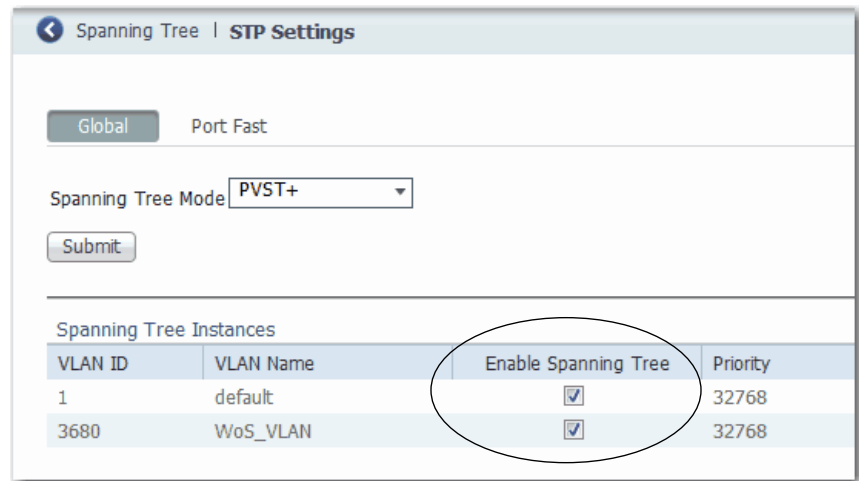 Spanning Tree | STP Settings
Global Port Fast
Spanning Tree Mode PVST+
Submit
Spanning Tree Instances
VLAN ID VLAN Name Enable Spanning Tree Priority
1 default 32768
3680 WoS_VLAN 32768